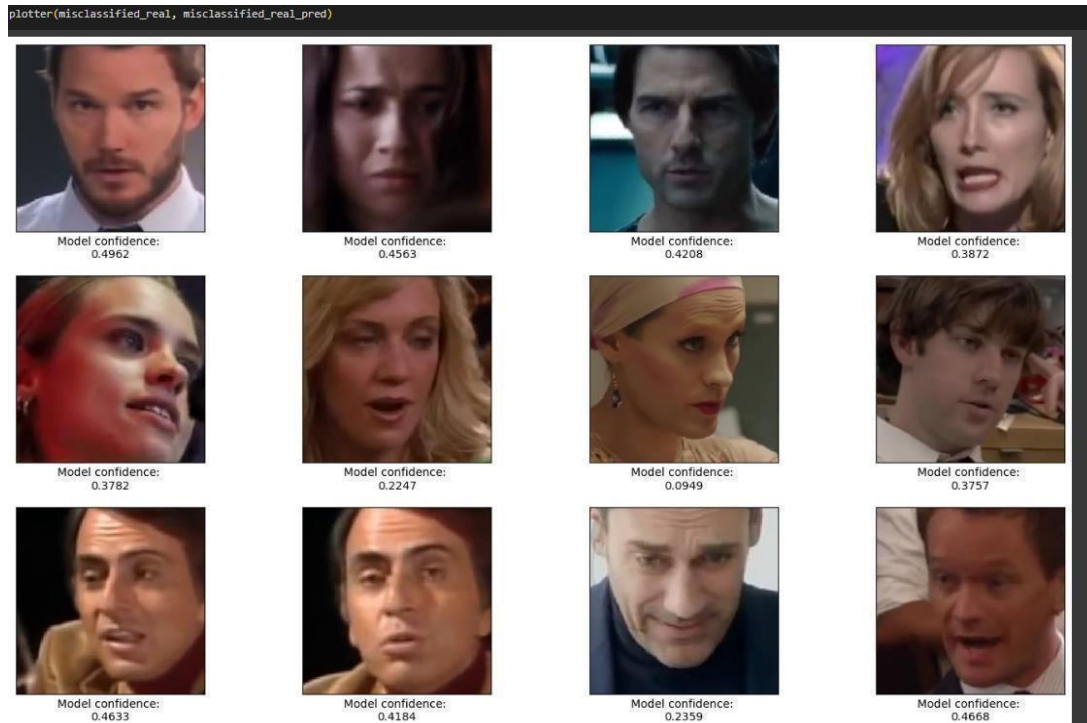 plotter(misclassified_real, misclassified_real_pred)
Model confidence:
0.4962
Model confidence:
0.4563
Model confidence:
0.4208
Model confidence:
0.3872
Model confidence:
0.3782
Model confidence:
0.2247
Model confidence:
0.0949
Model confidence:
0.3757
Model confidence:
0.4633
Model confidence:
0.4184
Model confidence:
0.2359
Model confidence:
0.4668